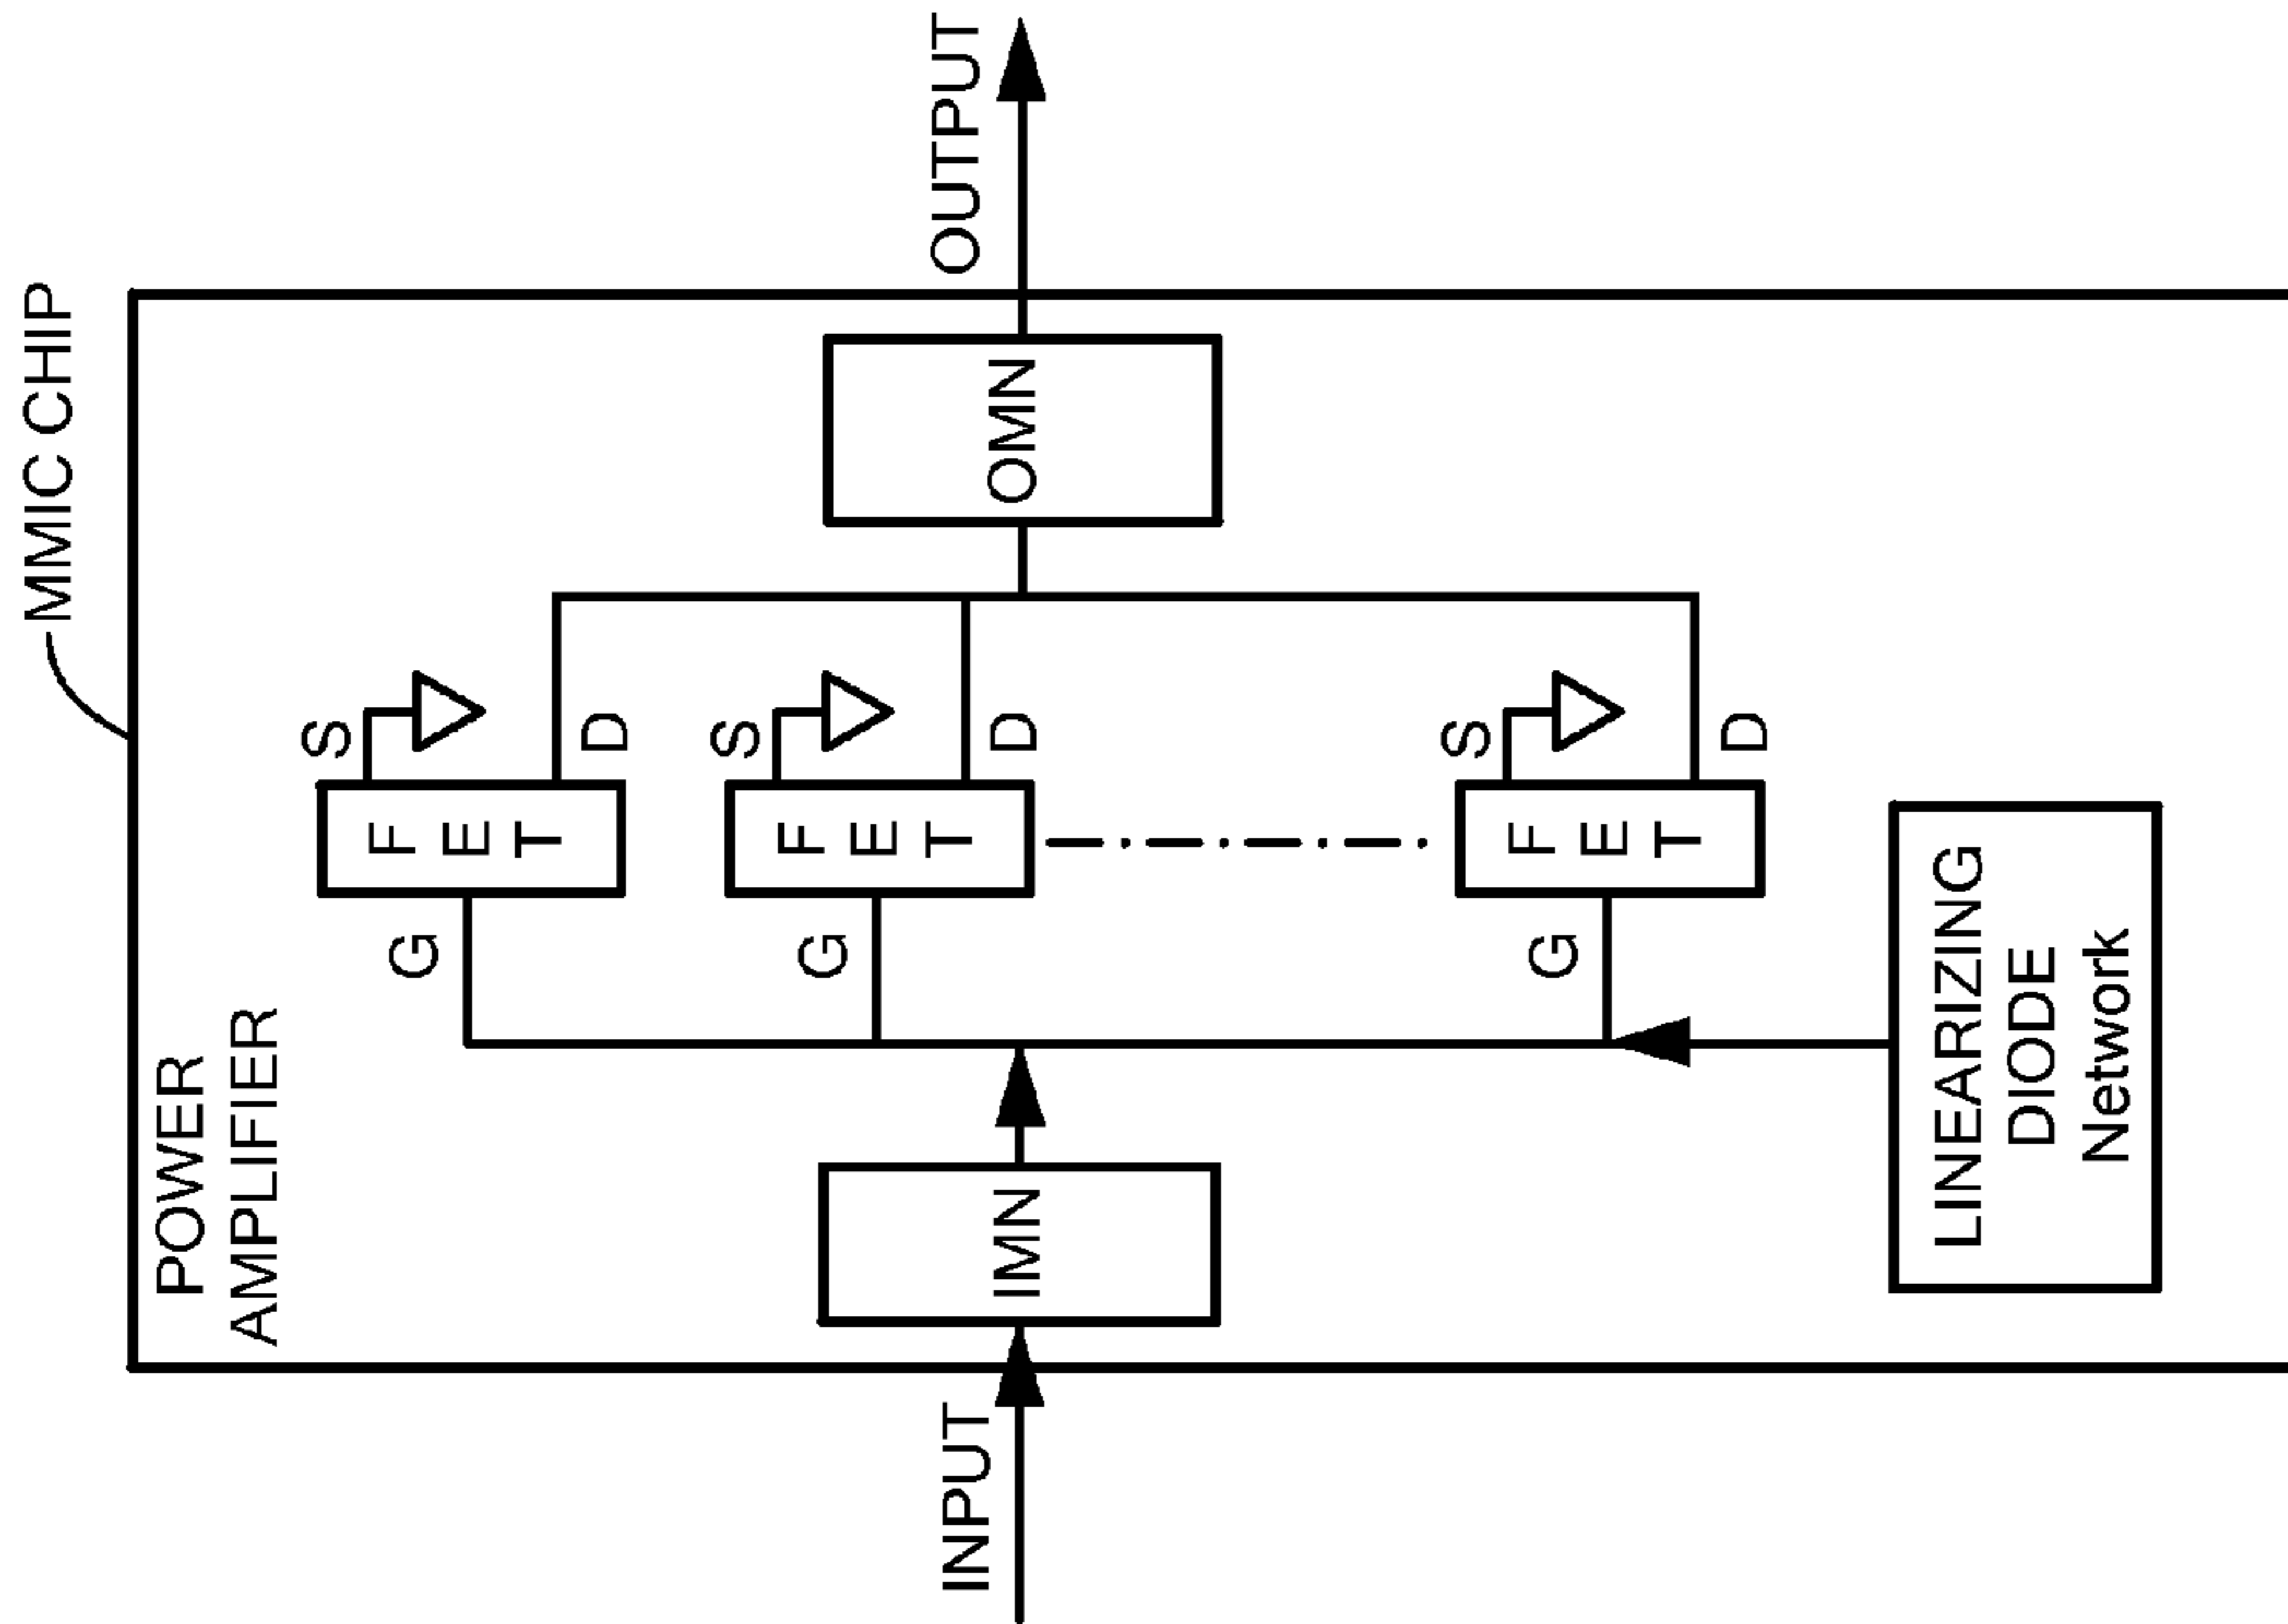 MMIC CHIP
POWER
AMPLIFIER
INPUT
IMN
G
F
E
T
S
D
G
F
E
T
S
D
G
F
E
T
S
D
OMN
OUTPUT
LINEARIZING
DIODE
Network